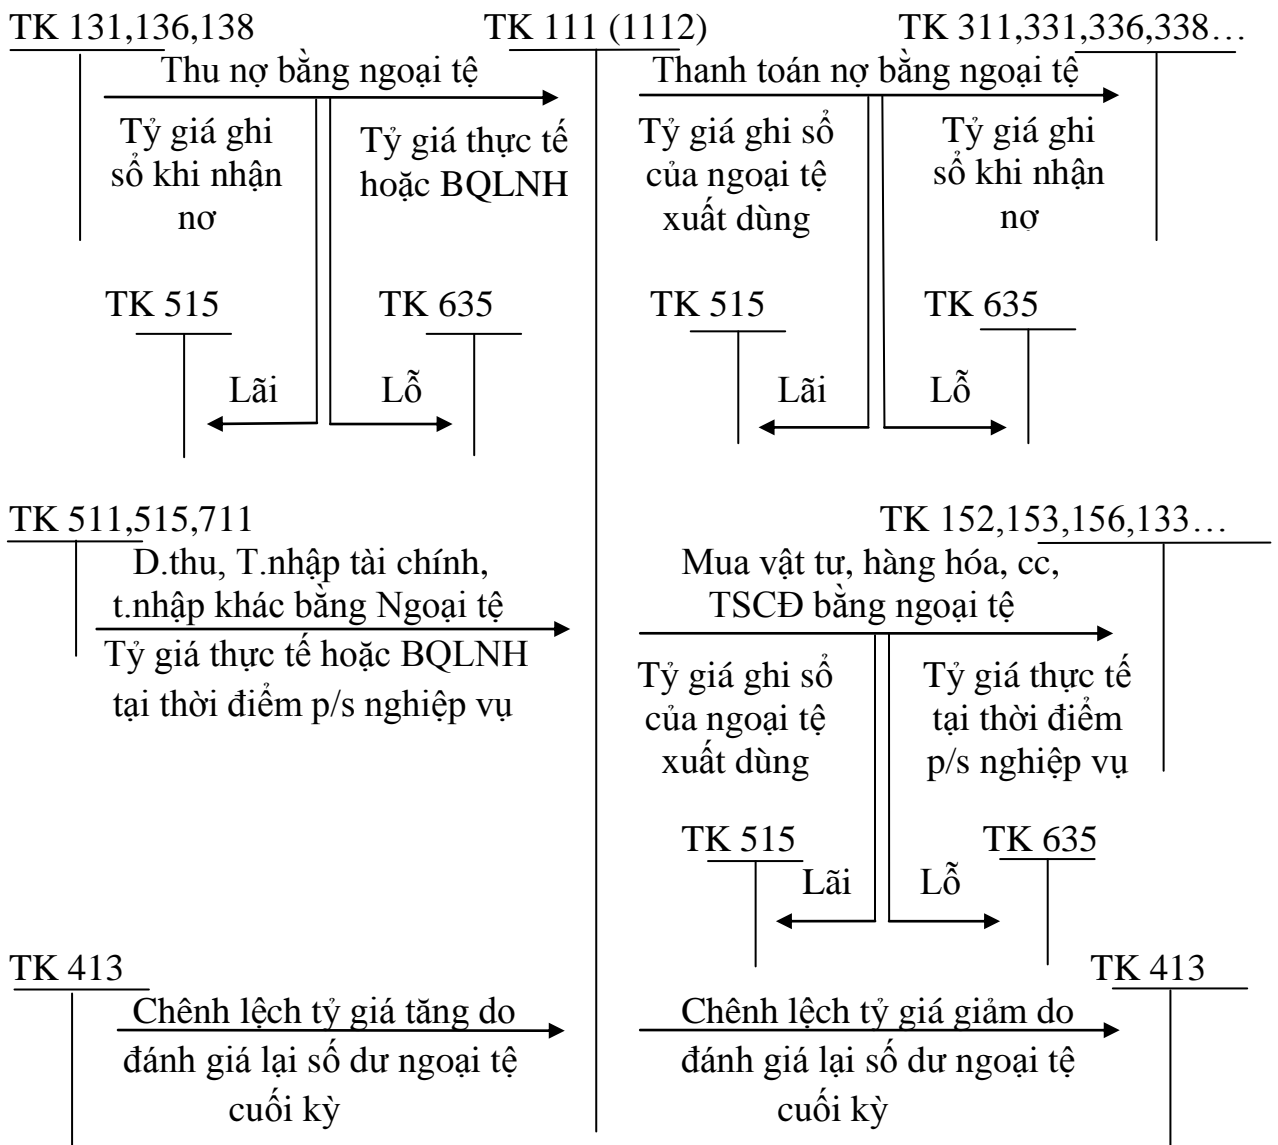 TK 131,136,138
TK 111 (1112)
TK 311,331,336,338…
Thu nợ bằng ngoại tệ
Thanh toán nợ bằng ngoại tệ
Tỷ giá ghi
sổ khi nhận
nơ
Tỷ giá thực tế
hoặc BQLNH
Tỷ giá ghi sổ
của ngoại tệ
xuất dùng
Tỷ giá ghi
sổ khi nhận
nợ
TK 515
TK 635
TK 515
TK 635
Lãi
Lỗ
Lãi
Lỗ
TK 511,515,711
TK 152,153,156,133…
D.thu, T.nhập tài chính,
t.nhập khác bằng Ngoại tệ
Tỷ giá thực tế hoặc BQLNH
tại thời điểm p/s nghiệp vụ
Mua vật tư, hàng hóa, cc,
TSCĐ bằng ngoại tệ
Tỷ giá ghi sổ
của ngoại tệ
xuất dùng
Tỷ giá thực tế
tại thời điểm
p/s nghiệp vụ
TK 515
TK 635
Lãi
Lỗ
TK 413
TK 413
Chênh lệch tỷ giá tăng do
đánh giá lại số dư ngoại tệ
cuối kỳ
Chênh lệch tỷ giá giảm do
đánh giá lại số dư ngoại tệ
cuối kỳ